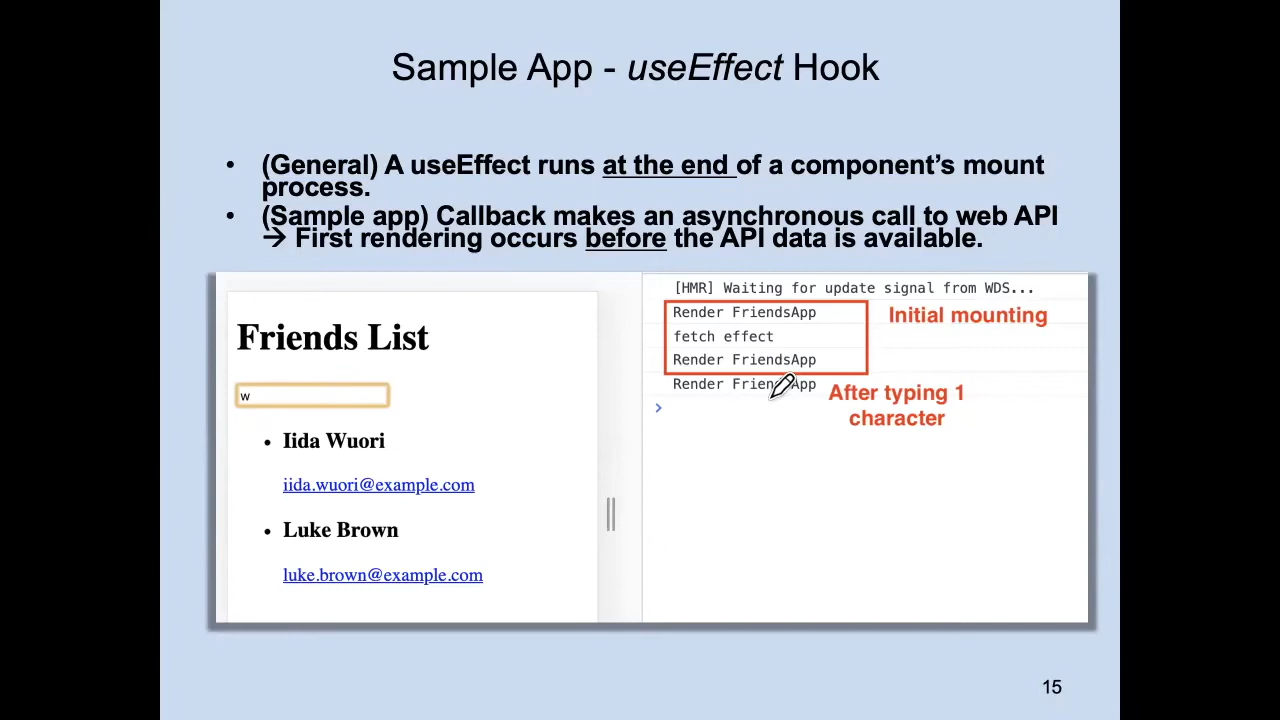 Sample App - useEffect Hook
• (General) A useEffect runs at the end of a component’s mount
process.
• (Sample app) Callback makes an asynchronous call to web API
→ First rendering occurs before the API data is available.
Friends List
w
• Iida Wuori
iida.wuori@example.com
• Luke Brown
luke.brown@example.com
[HMR] Waiting for update signal from WDS...
Render FriendsApp
fetch effect
Render FriendsApp
Render FriendsApp
Initial mounting
After typing 1
character
15